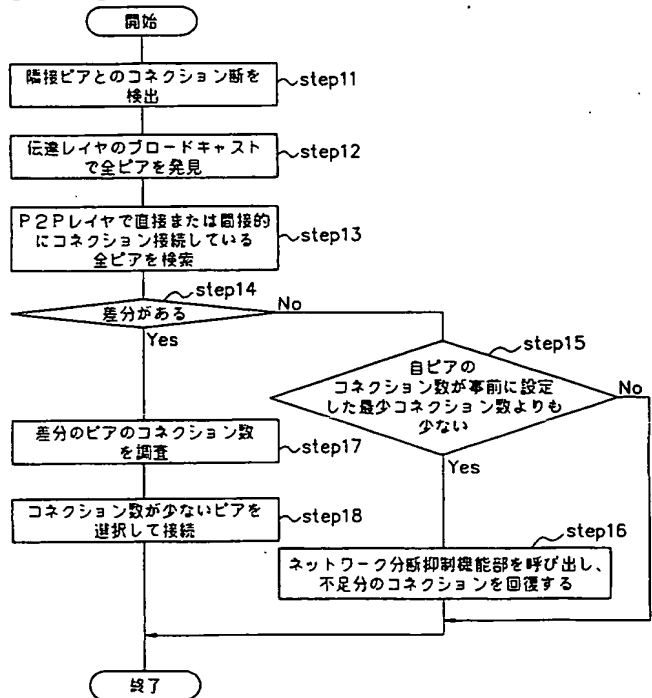 開始
隣接ピアとのコネクション断を
検出
step11
伝達レイヤのブロードキャスト
で全ピアを発見
step12
P2Pレイヤで直接または間接的
にコネクション接続している
全ピアを検索
step13
step14
差分がある
No
Yes
step15
自ピアの
コネクション数が事前に設定
した最少コネクション数よりも
少ない
No
Yes
差分のピアのコネクション数
を調査
step17
コネクション数が少ないピアを
選択して接続
step18
step16
ネットワーク分断抑制機能部を呼び出し、
不足分のコネクションを回復する
終了